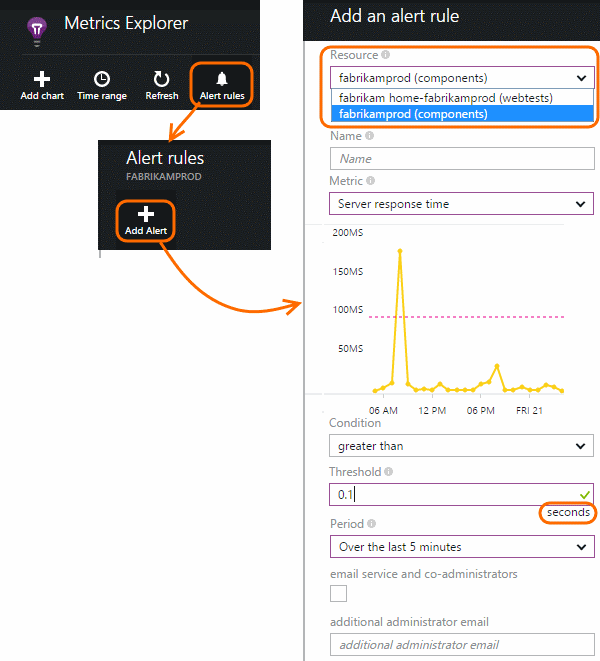 Metrics Explorer
Add chart
Time range
Refresh
Alert rules
Alert rules
FABRIKAMPROD
Add Alert
Add an alert rule
Resource
fabrikamprod (components)
fabrikam home-fabrikamprod (webtests)
fabrikamprod (components)
Name
Name
Metric
Server response time
200MS
150MS
100MS
50MS
06 AM 12 PM 06 PM FRI 21
Condition
greater than
Threshold
0.1
seconds
Period
Over the last 5 minutes
email service and co-administrators
additional administrator email
additional administrator email